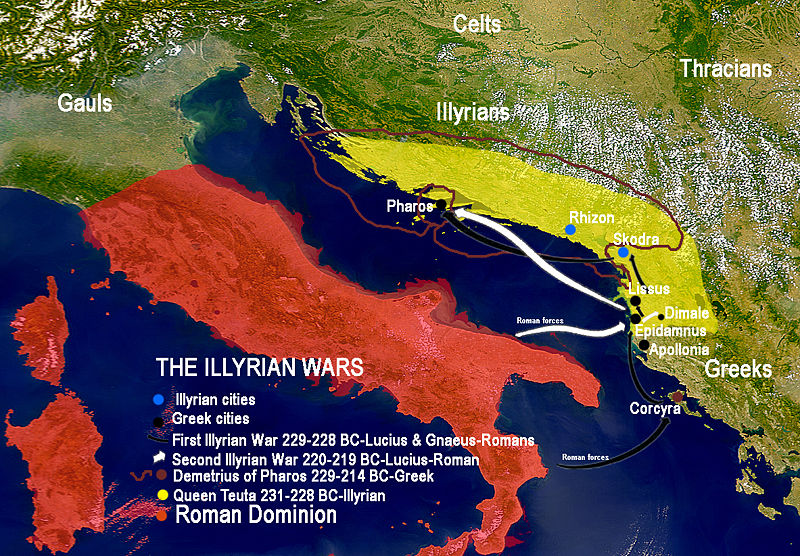 Celts
Thracians
Gauls
Illyrians
Pharos
Rhizon
Skodra
Lissus
Dimale
Roman forces
Epidamnus
Apollonia
THE ILLYRIAN WARS
Greeks
Illyrian cities
Corcyra
Greek cities
First Illyrian War 229-228 BC-Lucius & Gnaeus-Romans
Second Illyrian War 220-219 BC-Lucius-Roman
Roman forces
Demetrius of Pharos 229-214 BC-Greek
Queen Teuta 231-228 BC-Illyrian
Roman Dominion